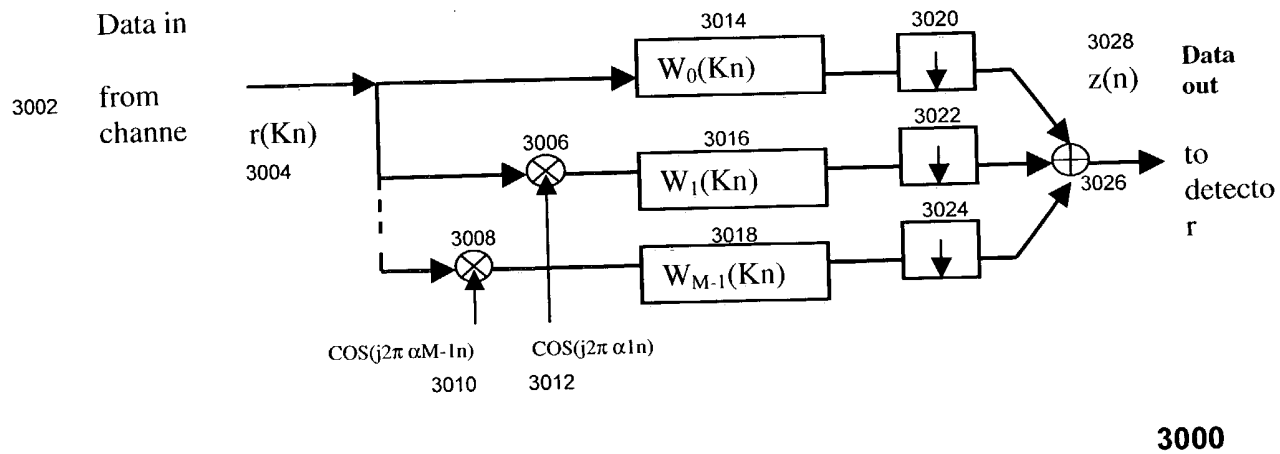 Data in
3014
3020
3028
Data
out
W₀(Kn)
z(n)
3002
from
channe
r(Kn)
3004
3006
3016
3022
W₁(Kn)
to
detecto
r
3026
3008
3018
3024
W_M-1(Kn)
COS(j2π αM-1n)
COS(j2π α1n)
3010
3012
3000